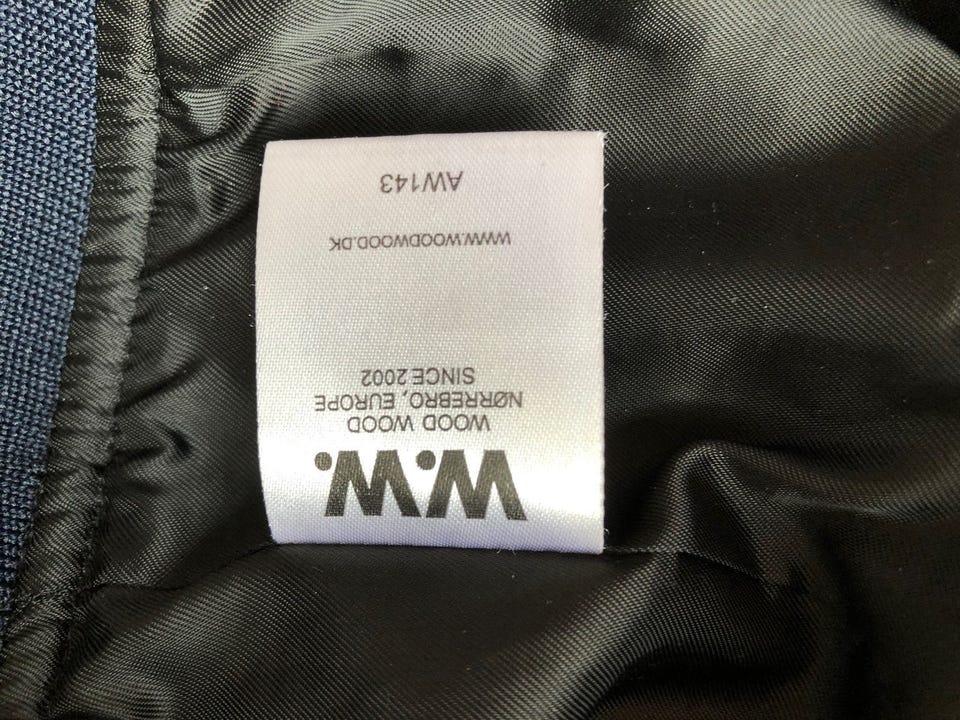 W.W.
WOOD WOOD
NØRREBRO, EUROPE
SINCE 2002
WWW.WOODWOOD.DK
AW143